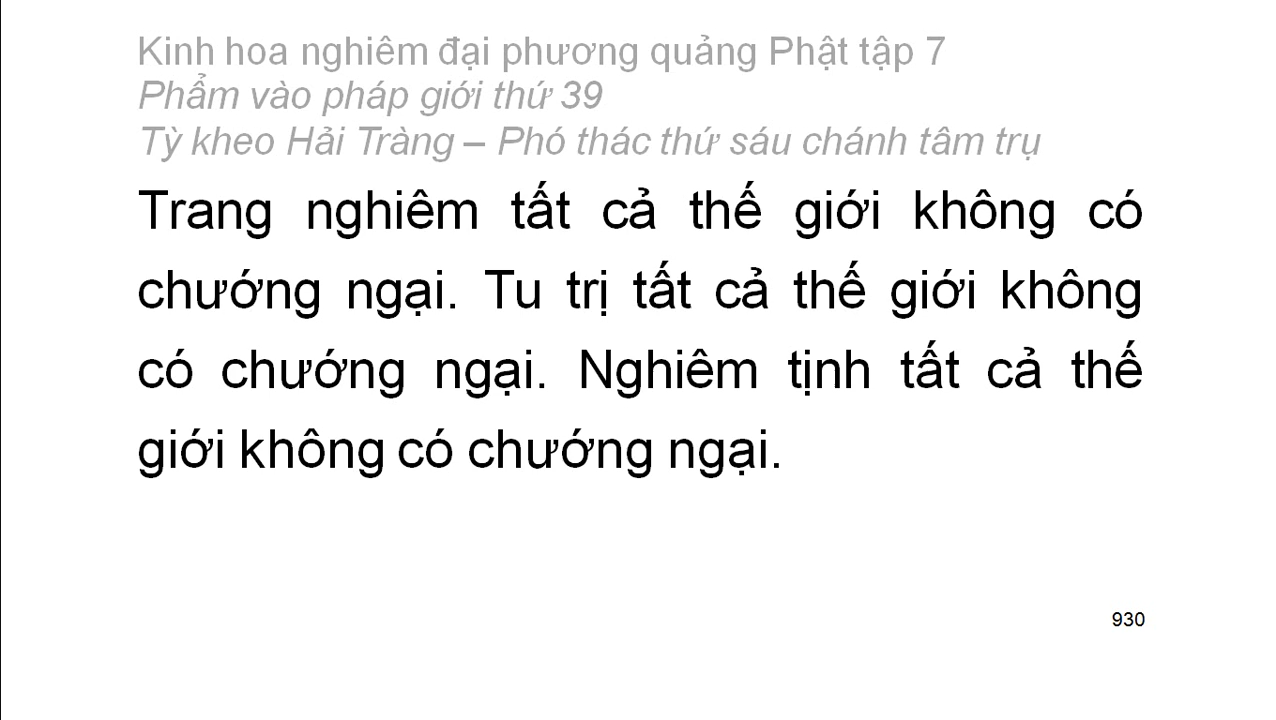 Kinh hoa nghiêm đại phương quảng Phật tập 7
Phẩm vào pháp giới thứ 39
Tỳ kheo Hải Tràng – Phó thác thứ sáu chánh tâm trụ
Trang nghiêm tất cả thế giới không có
chướng ngại. Tu trị tất cả thế giới không
có chướng ngại. Nghiêm tịnh tất cả thế
giới không có chướng ngại.
930